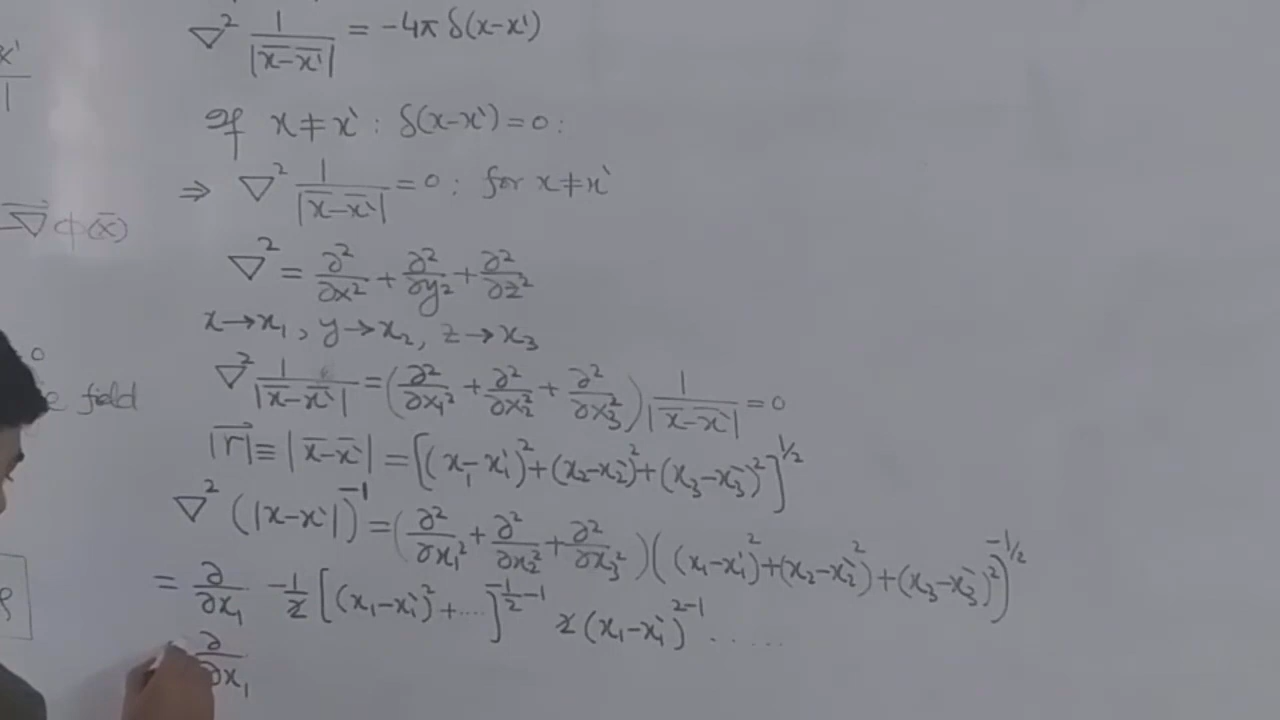 ∇² 1/|x̄-x̄'| = -4π δ(x-x')
x'
|
If x≠x' : δ(x-x')=0 :
⇒ ∇² 1/|x̄-x̄'| = 0 : for x≠x'
∇⃗ φ(x̄)
∇² = ∂²/∂x² + ∂²/∂y² + ∂²/∂z²
x→x₁, y→x₂, z→x₃
0
∇² 1/|x̄-x̄'| = (∂²/∂x₁² + ∂²/∂x₂² + ∂²/∂x₃²) 1/|x̄-x̄'| = 0
field
|r⃗| ≡ |x̄-x̄'| = [(x₁-x₁')²+(x₂-x₂')²+(x₃-x₃')²]^1/2
∇² (|x-x'|)^-1 = (∂²/∂x₁² + ∂²/∂x₂² + ∂²/∂x₃²)((x₁-x₁')²+(x₂-x₂')²+(x₃-x₃')²)^-1/2
= ∂/∂x₁ -1/2 [(x₁-x₁')²+....]^-1/2-1 2(x₁-x₁')^2-1 ......
∂/∂x₁